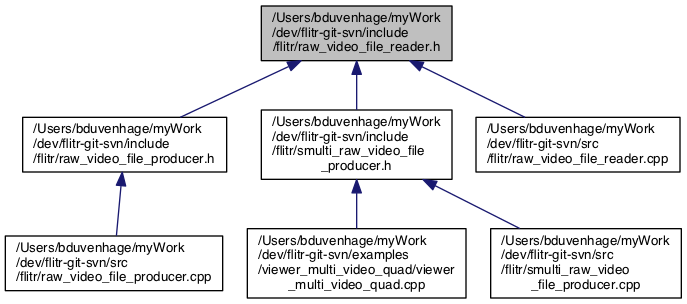 /Users/bduvenhage/myWork
/dev/flitr-git-svn/include
/flitr/raw_video_file_reader.h
/Users/bduvenhage/myWork
/dev/flitr-git-svn/include
/flitr/raw_video_file_producer.h
/Users/bduvenhage/myWork
/dev/flitr-git-svn/include
/flitr/smulti_raw_video_file
_producer.h
/Users/bduvenhage/myWork
/dev/flitr-git-svn/src
/flitr/raw_video_file_reader.cpp
/Users/bduvenhage/myWork
/dev/flitr-git-svn/src
/flitr/raw_video_file_producer.cpp
/Users/bduvenhage/myWork
/dev/flitr-git-svn/examples
/viewer_multi_video_quad/viewer
_multi_video_quad.cpp
/Users/bduvenhage/myWork
/dev/flitr-git-svn/src
/flitr/smulti_raw_video
_file_producer.cpp